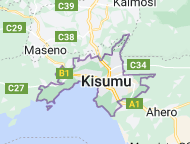 C39
Kaimosi
C29
C38
Maseno
B1
C34
Kisumu
C27
A1
Ahero